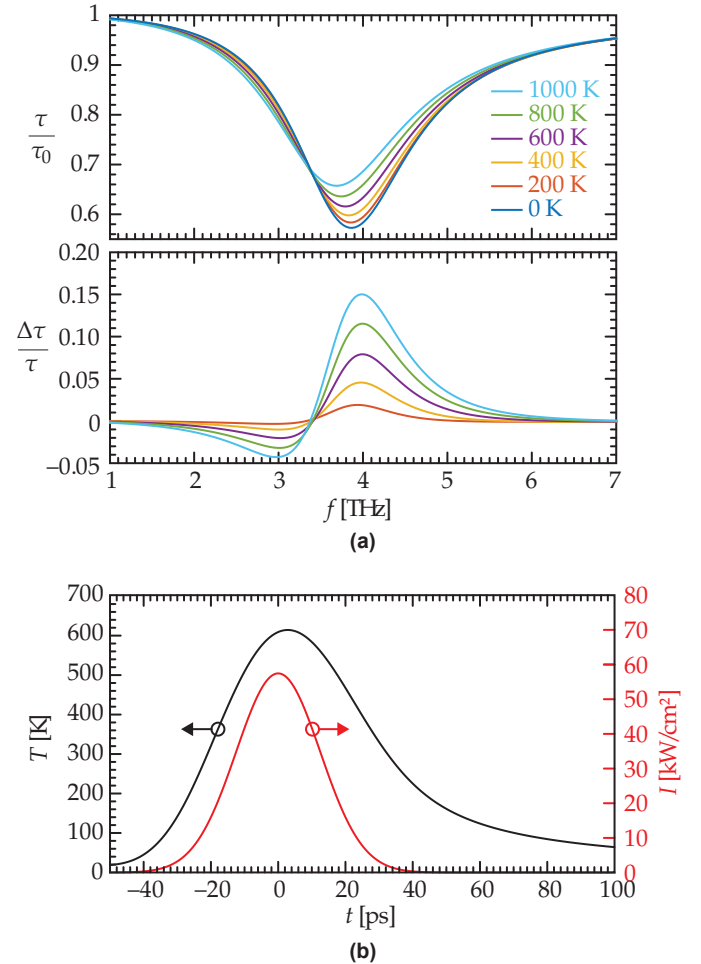 1
0.9
0.8
0.7
0.6
τ
τ0
1000 K
800 K
600 K
400 K
200 K
0 K
0.20
0.15
0.10
0.05
0
−0.05
Δτ
τ
1 2 3 4 5 6 7
f [THz]
(a)
700
600
500
400
300
200
100
0
T [K]
80
70
60
50
40
30
20
10
0
I [kW/cm²]
−40 −20 0 20 40 60 80 100
t [ps]
(b)